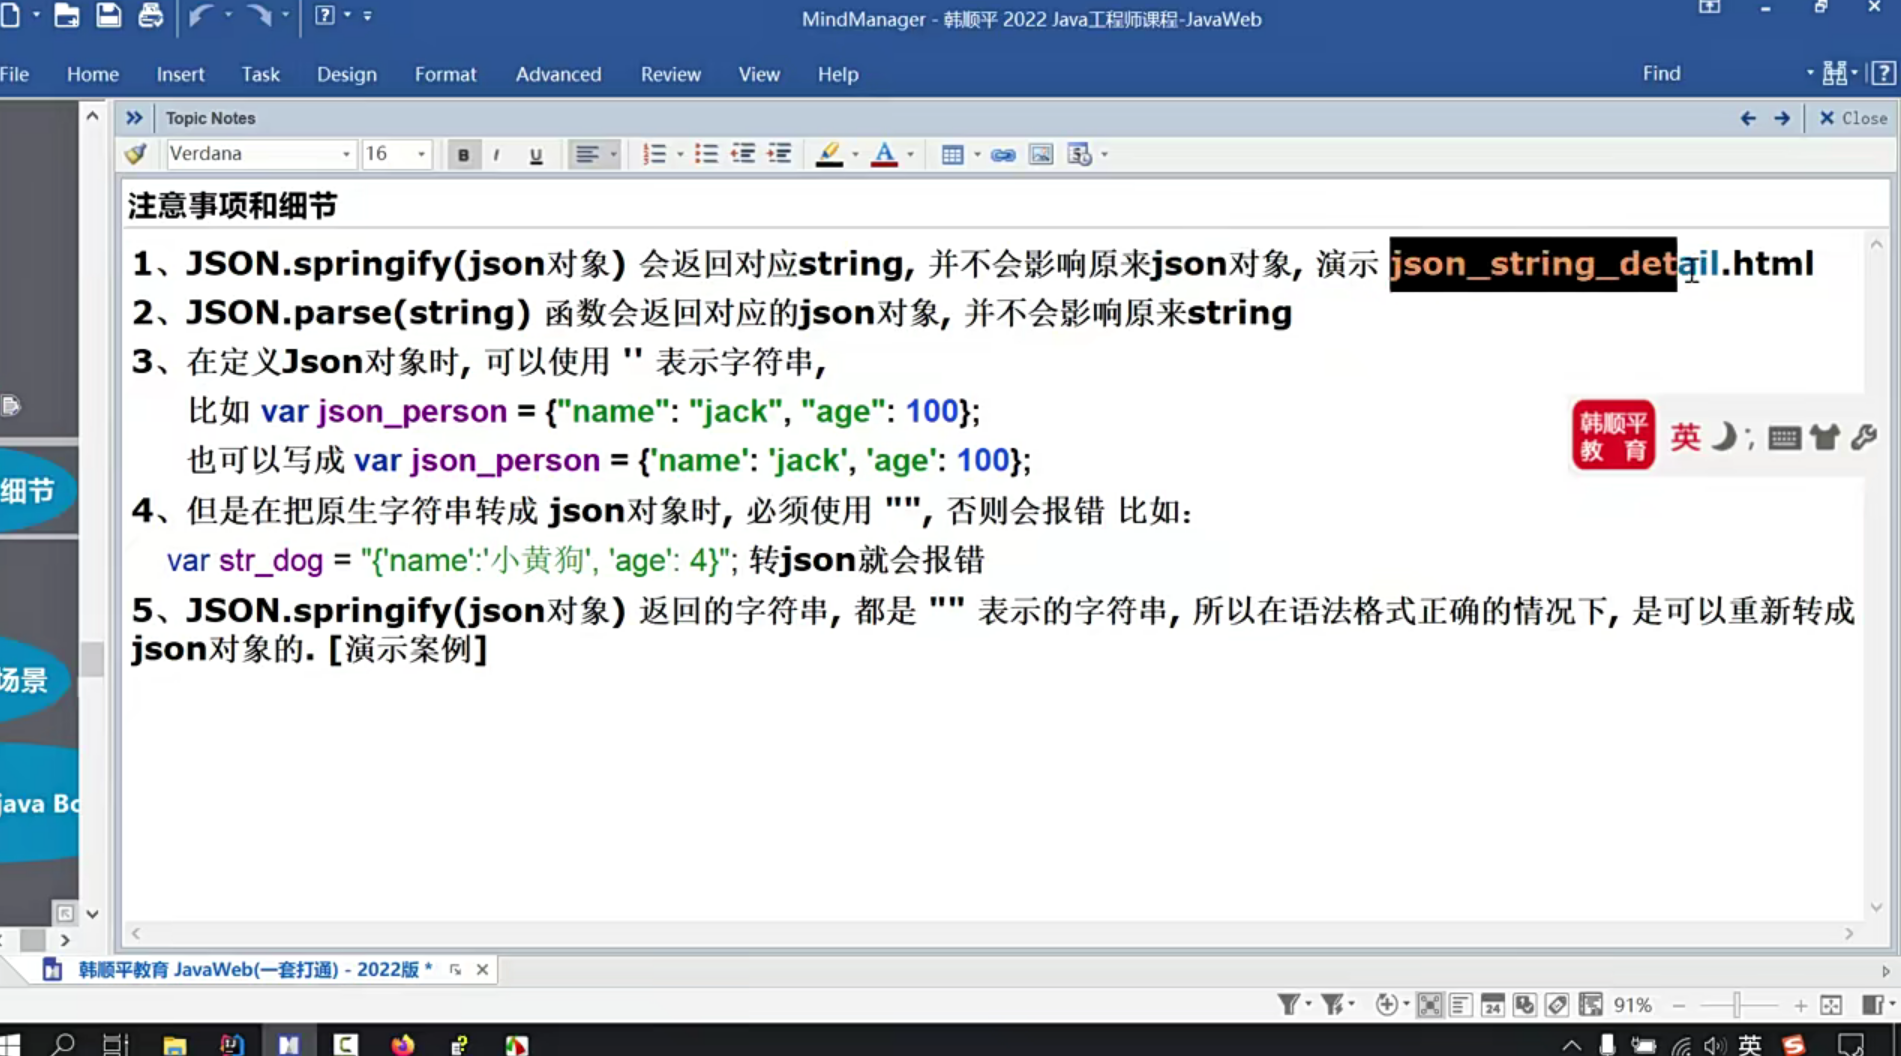 MindManager - 韩顺平 2022 Java工程师课程-JavaWeb
File Home Insert Task Design Format Advanced Review View Help Find
Topic Notes Close
Verdana 16 B I U
注意事项和细节
1、JSON.springify(json对象) 会返回对应string, 并不会影响原来json对象, 演示 json_string_detail.html
2、JSON.parse(string) 函数会返回对应的json对象, 并不会影响原来string
3、在定义Json对象时, 可以使用 '' 表示字符串,
比如 var json_person = {"name": "jack", "age": 100};
韩顺平
教 育
英
也可以写成 var json_person = {'name': 'jack', 'age': 100};
细节
4、但是在把原生字符串转成 json对象时, 必须使用 "", 否则会报错 比如:
var str_dog = "{'name':'小黄狗', 'age': 4}"; 转json就会报错
5、JSON.springify(json对象) 返回的字符串, 都是 "" 表示的字符串, 所以在语法格式正确的情况下, 是可以重新转成
json对象的. [演示案例]
场景
java Bo
韩顺平教育 JavaWeb(一套打通) - 2022版 *
24 91%
英